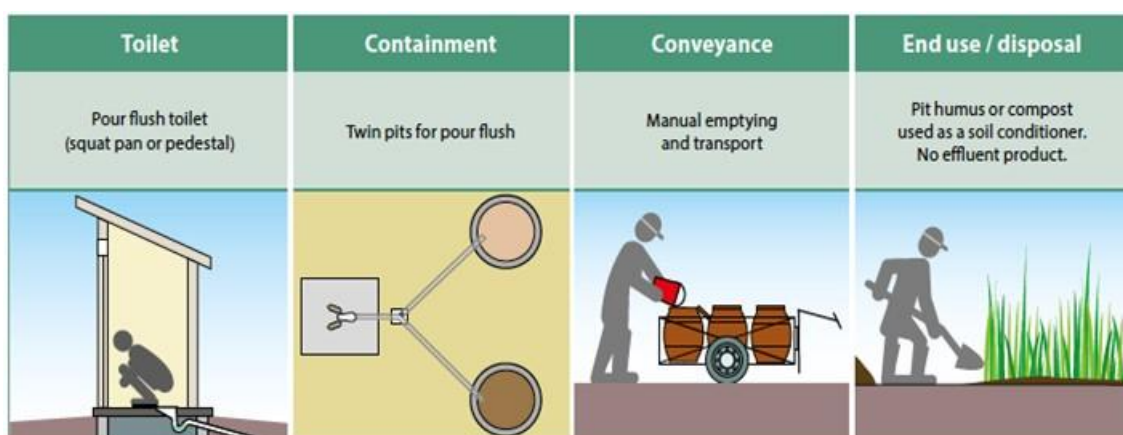 Toilet
Containment
Conveyance
End use / disposal
Pour flush toilet
(squat pan or pedestal)
Twin pits for pour flush
Manual emptying
and transport
Pit humus or compost
used as a soil conditioner.
No effluent product.